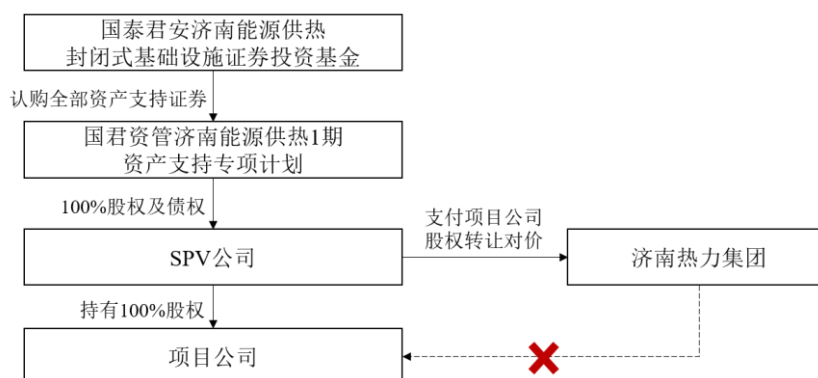 国泰君安济南能源供热
封闭式基础设施证券投资基金
认购全部资产支持证券
国君资管济南能源供热1期
资产支持专项计划
100%股权及债权
支付项目公司
股权转让对价
SPV公司
济南热力集团
持有100%股权
项目公司